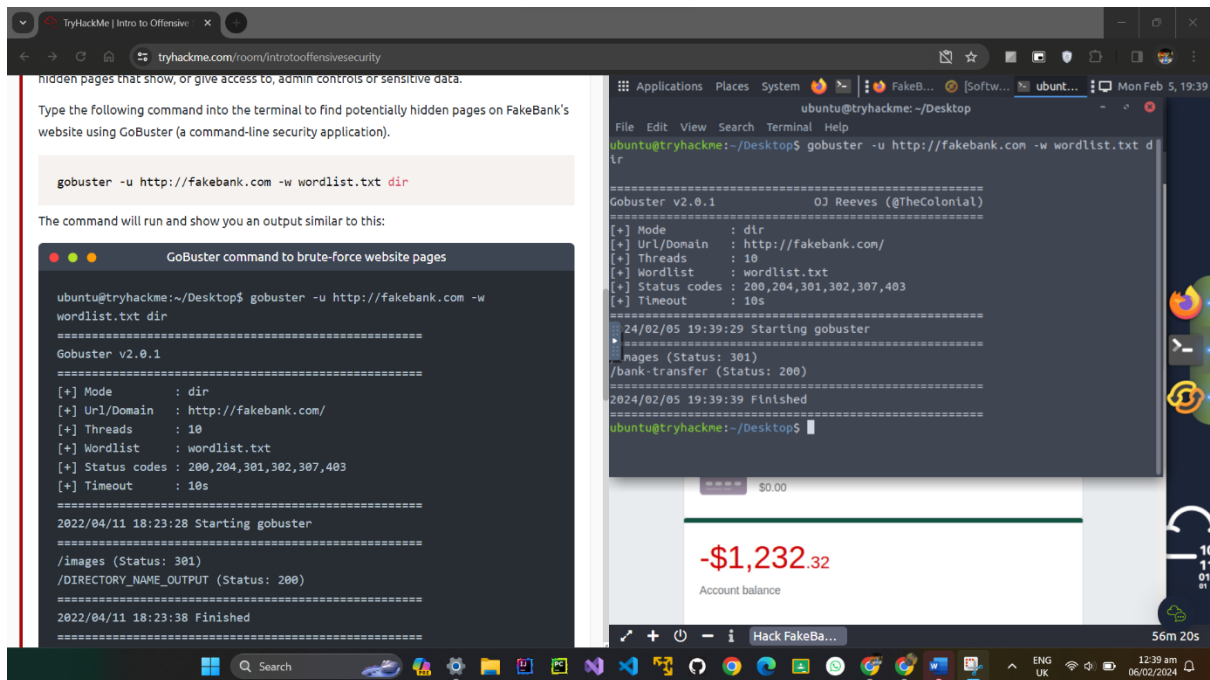 TryHackMe | Intro to Offensive
tryhackme.com/room/introtooffensivesecurity
hidden pages that show, or give access to, admin controls or sensitive data.
Type the following command into the terminal to find potentially hidden pages on FakeBank's
website using GoBuster (a command-line security application).
gobuster -u http://fakebank.com -w wordlist.txt dir
The command will run and show you an output similar to this:
GoBuster command to brute-force website pages
ubuntu@tryhackme:~/Desktop$ gobuster -u http://fakebank.com -w
wordlist.txt dir
=====================================================
Gobuster v2.0.1
=====================================================
[+] Mode         : dir
[+] Url/Domain   : http://fakebank.com/
[+] Threads      : 10
[+] Wordlist     : wordlist.txt
[+] Status codes : 200,204,301,302,307,403
[+] Timeout      : 10s
=====================================================
2022/04/11 18:23:28 Starting gobuster
=====================================================
/images (Status: 301)
/DIRECTORY_NAME_OUTPUT (Status: 200)
=====================================================
2022/04/11 18:23:38 Finished
=====================================================
Applications Places System FakeB... [Softw... ubunt... Mon Feb 5, 19:39
ubuntu@tryhackme: ~/Desktop
File Edit View Search Terminal Help
ubuntu@tryhackme:~/Desktop$ gobuster -u http://fakebank.com -w wordlist.txt d
ir
=====================================================
Gobuster v2.0.1              OJ Reeves (@TheColonial)
=====================================================
[+] Mode         : dir
[+] Url/Domain   : http://fakebank.com/
[+] Threads      : 10
[+] Wordlist     : wordlist.txt
[+] Status codes : 200,204,301,302,307,403
[+] Timeout      : 10s
=====================================================
24/02/05 19:39:29 Starting gobuster
=====================================================
mages (Status: 301)
/bank-transfer (Status: 200)
=====================================================
2024/02/05 19:39:39 Finished
=====================================================
ubuntu@tryhackme:~/Desktop$
$0.00
-$1,232.32
Account balance
Hack FakeBa...
56m 20s
Search
ENG
UK
12:39 am
06/02/2024